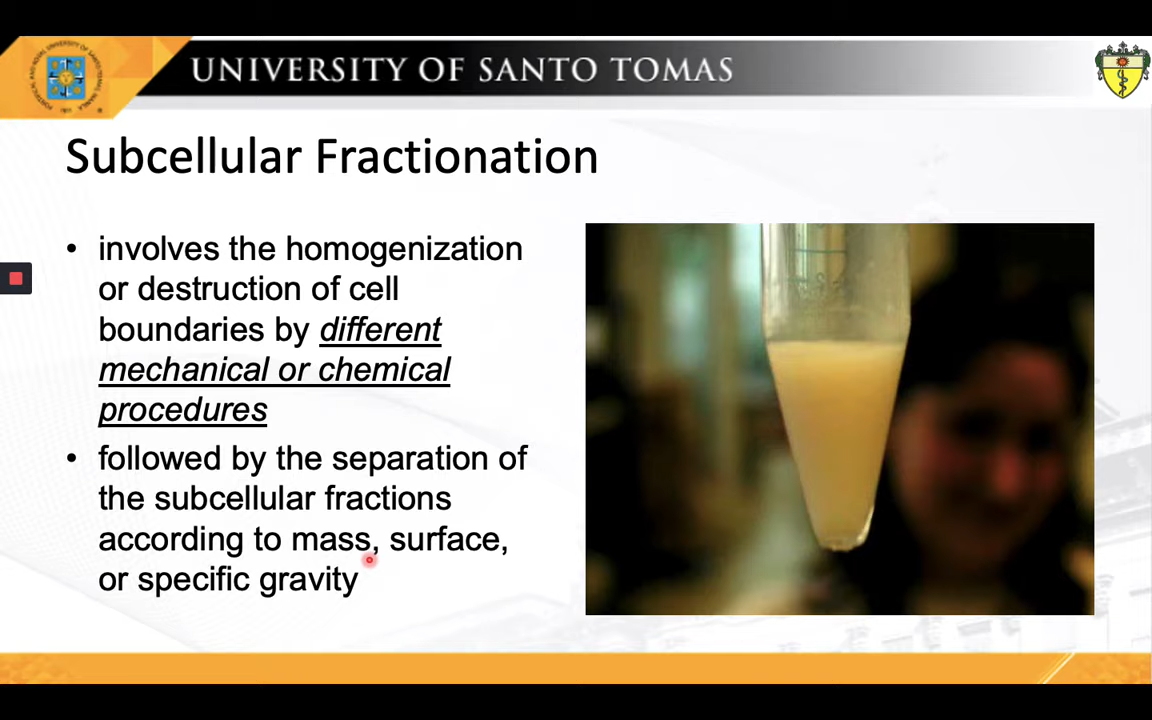 UNIVERSITY OF SANTO TOMAS
Subcellular Fractionation
• involves the homogenization
or destruction of cell
boundaries by different
mechanical or chemical
procedures
• followed by the separation of
the subcellular fractions
according to mass, surface,
or specific gravity